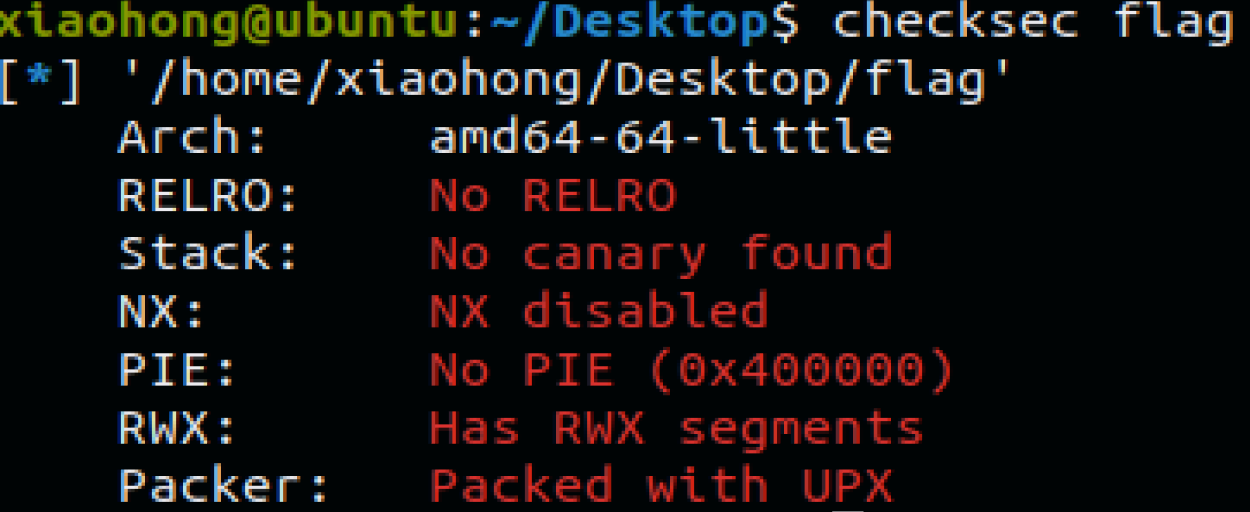 xiaohong@ubuntu:~/Desktop$ checksec flag
[*] '/home/xiaohong/Desktop/flag'
Arch: amd64-64-little
RELRO: No RELRO
Stack: No canary found
NX: NX disabled
PIE: No PIE (0x400000)
RWX: Has RWX segments
Packer: Packed with UPX